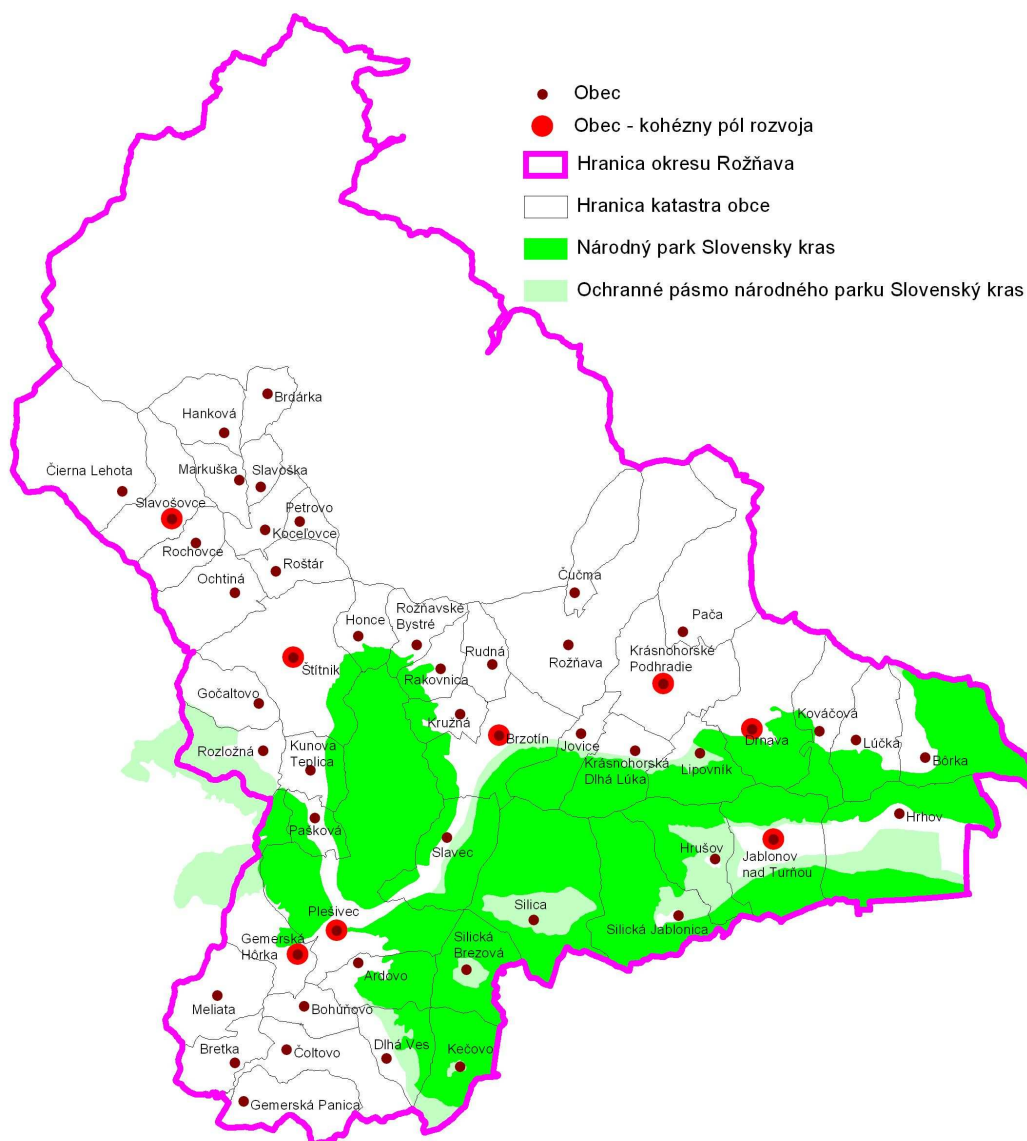 Obec
Obec - kohézny pól rozvoja
Hranica okresu Rožňava
Hranica katastra obce
Národný park Slovensky kras
Ochranné pásmo národného parku Slovenský kras
Brdárka
Hanková
Čierna Lehota
Markuška
Slavoška
Slavošovce
Petrovo
Koceľovce
Rochovce
Roštár
Ochtiná
Čučma
Honce
Rožňavské
Bystré
Pača
Rudná
Rožňava
Krásnohorské
Podhradie
Štítnik
Rakovnica
Gočaltovo
Kružná
Brzotín
Jovice
Drnava
Kováčová
Lúčka
Rozložná
Kunova
Teplica
Krásnohorská
Dlhá Lúka
Lipovník
Bôrka
Hrhov
Pašková
Slavec
Hrušov
Jablonov
nad Turňou
Plešivec
Silica
Silická Jablonica
Gemerská
Hôrka
Silická
Brezová
Ardovo
Meliata
Bohúňovo
Bretka
Čoltovo
Dlhá Ves
Kečovo
Gemerská Panica